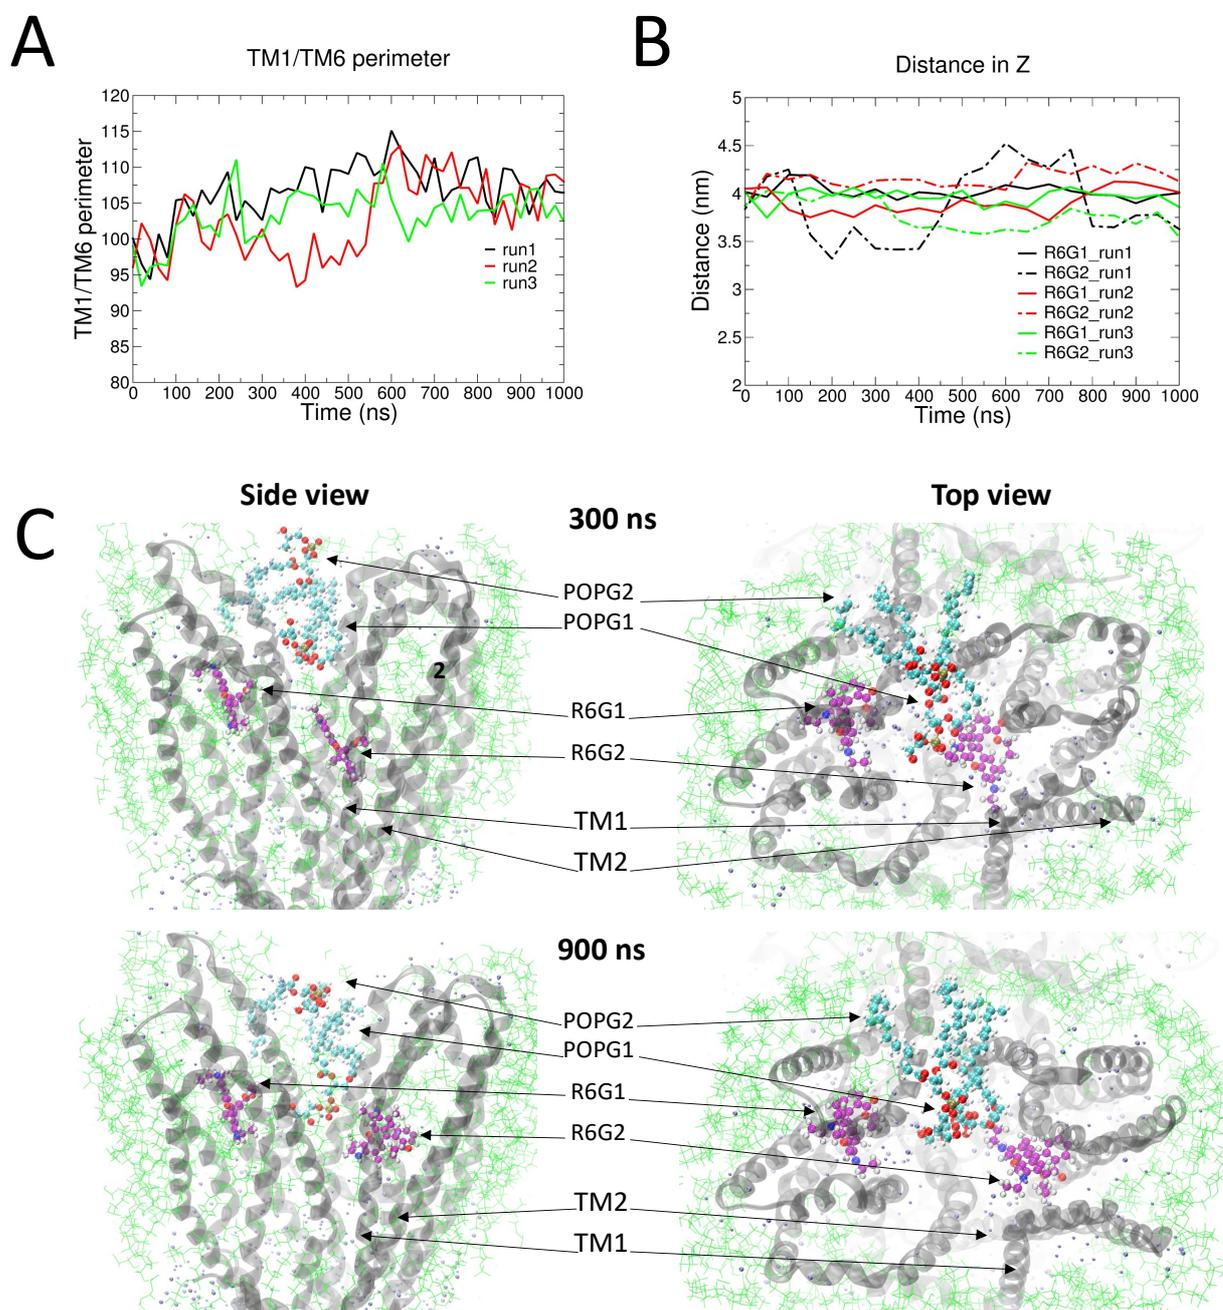 A
TM1/TM6 perimeter
TM1/TM6 perimeter
120
115
110
105
100
95
90
85
80
0 100 200 300 400 500 600 700 800 900 1000
Time (ns)
run1
run2
run3
B
Distance in Z
Distance (nm)
5
4.5
4
3.5
3
2.5
2
0 100 200 300 400 500 600 700 800 900 1000
Time (ns)
R6G1_run1
R6G2_run1
R6G1_run2
R6G2_run2
R6G1_run3
R6G2_run3
C
Side view
Top view
300 ns
POPG2
POPG1
2
R6G1
R6G2
TM1
TM2
900 ns
POPG2
POPG1
R6G1
R6G2
TM2
TM1